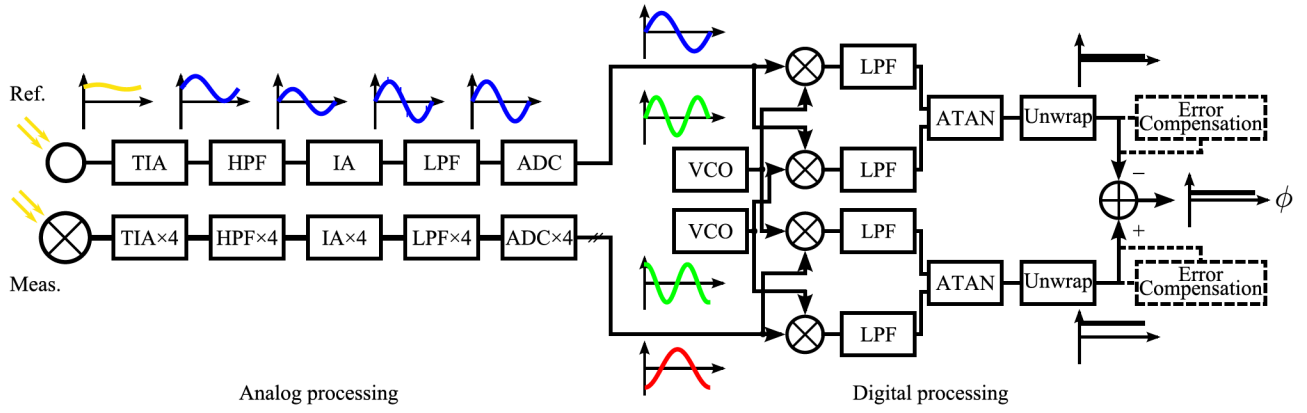 Ref.
TIA
HPF
IA
LPF
ADC
Meas.
TIA×4
HPF×4
IA×4
LPF×4
ADC×4
Analog processing
VCO
VCO
LPF
LPF
LPF
LPF
ATAN
Unwrap
Error
Compensation
−
+
ϕ
ATAN
Unwrap
Error
Compensation
Digital processing